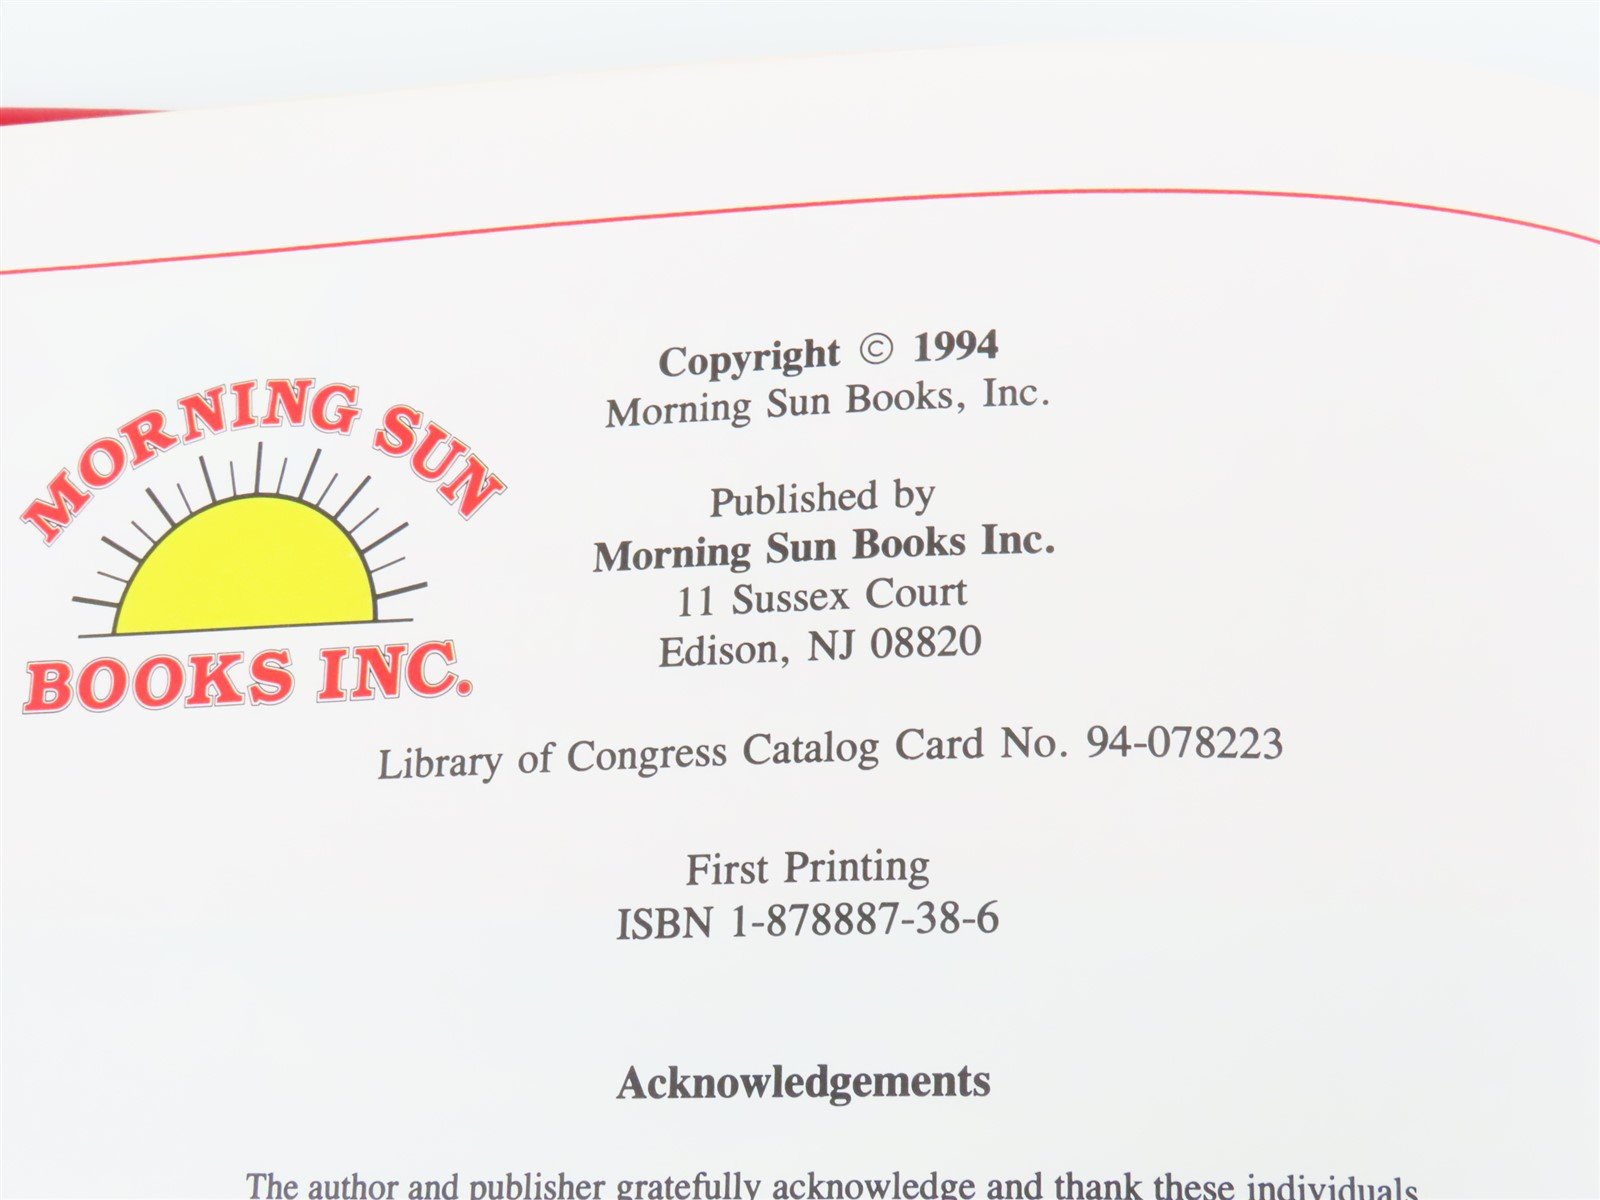 MORNING SUN
BOOKS INC.
Copyright © 1994
Morning Sun Books, Inc.
Published by
Morning Sun Books Inc.
11 Sussex Court
Edison, NJ 08820
Library of Congress Catalog Card No. 94-078223
First Printing
ISBN 1-878887-38-6
Acknowledgements
The author and publisher gratefully acknowledge and thank these individuals